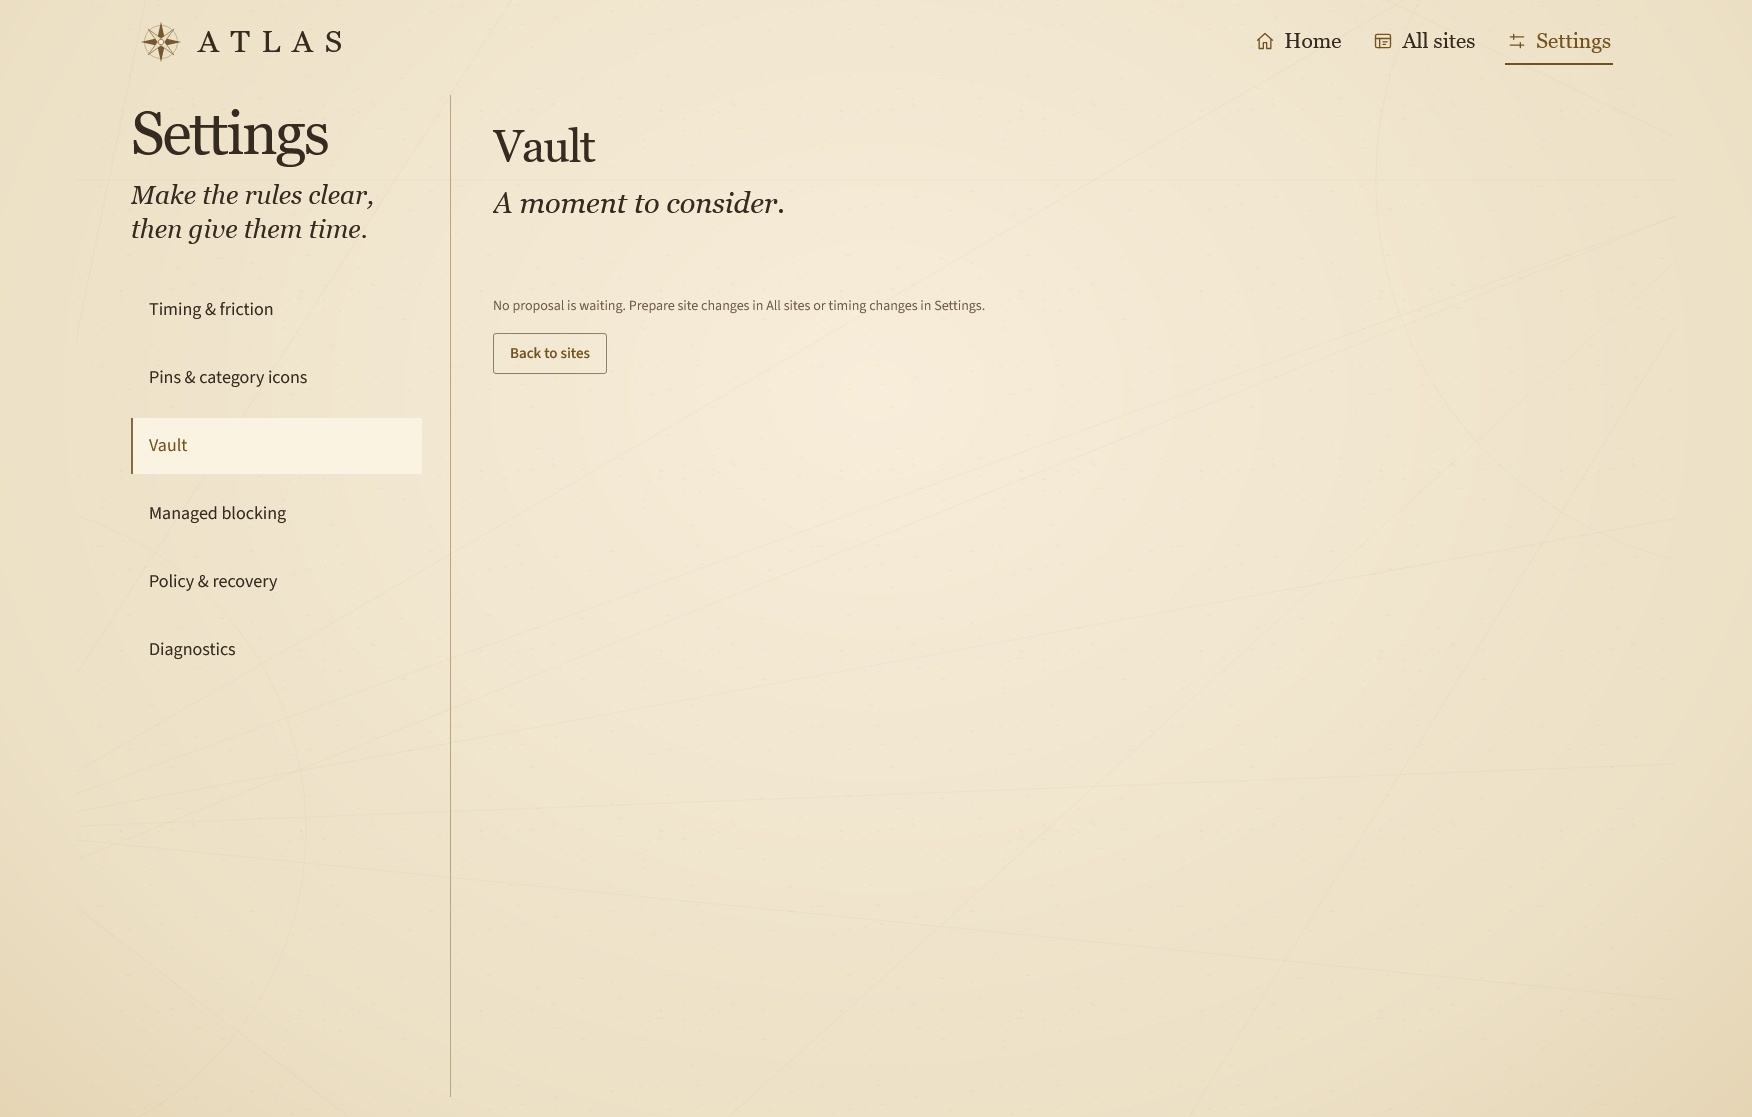 ATLAS
Home
All sites
Settings
Settings
Make the rules clear,
then give them time.
Timing & friction
Pins & category icons
Vault
Managed blocking
Policy & recovery
Diagnostics
Vault
A moment to consider.
No proposal is waiting. Prepare site changes in All sites or timing changes in Settings.
Back to sites